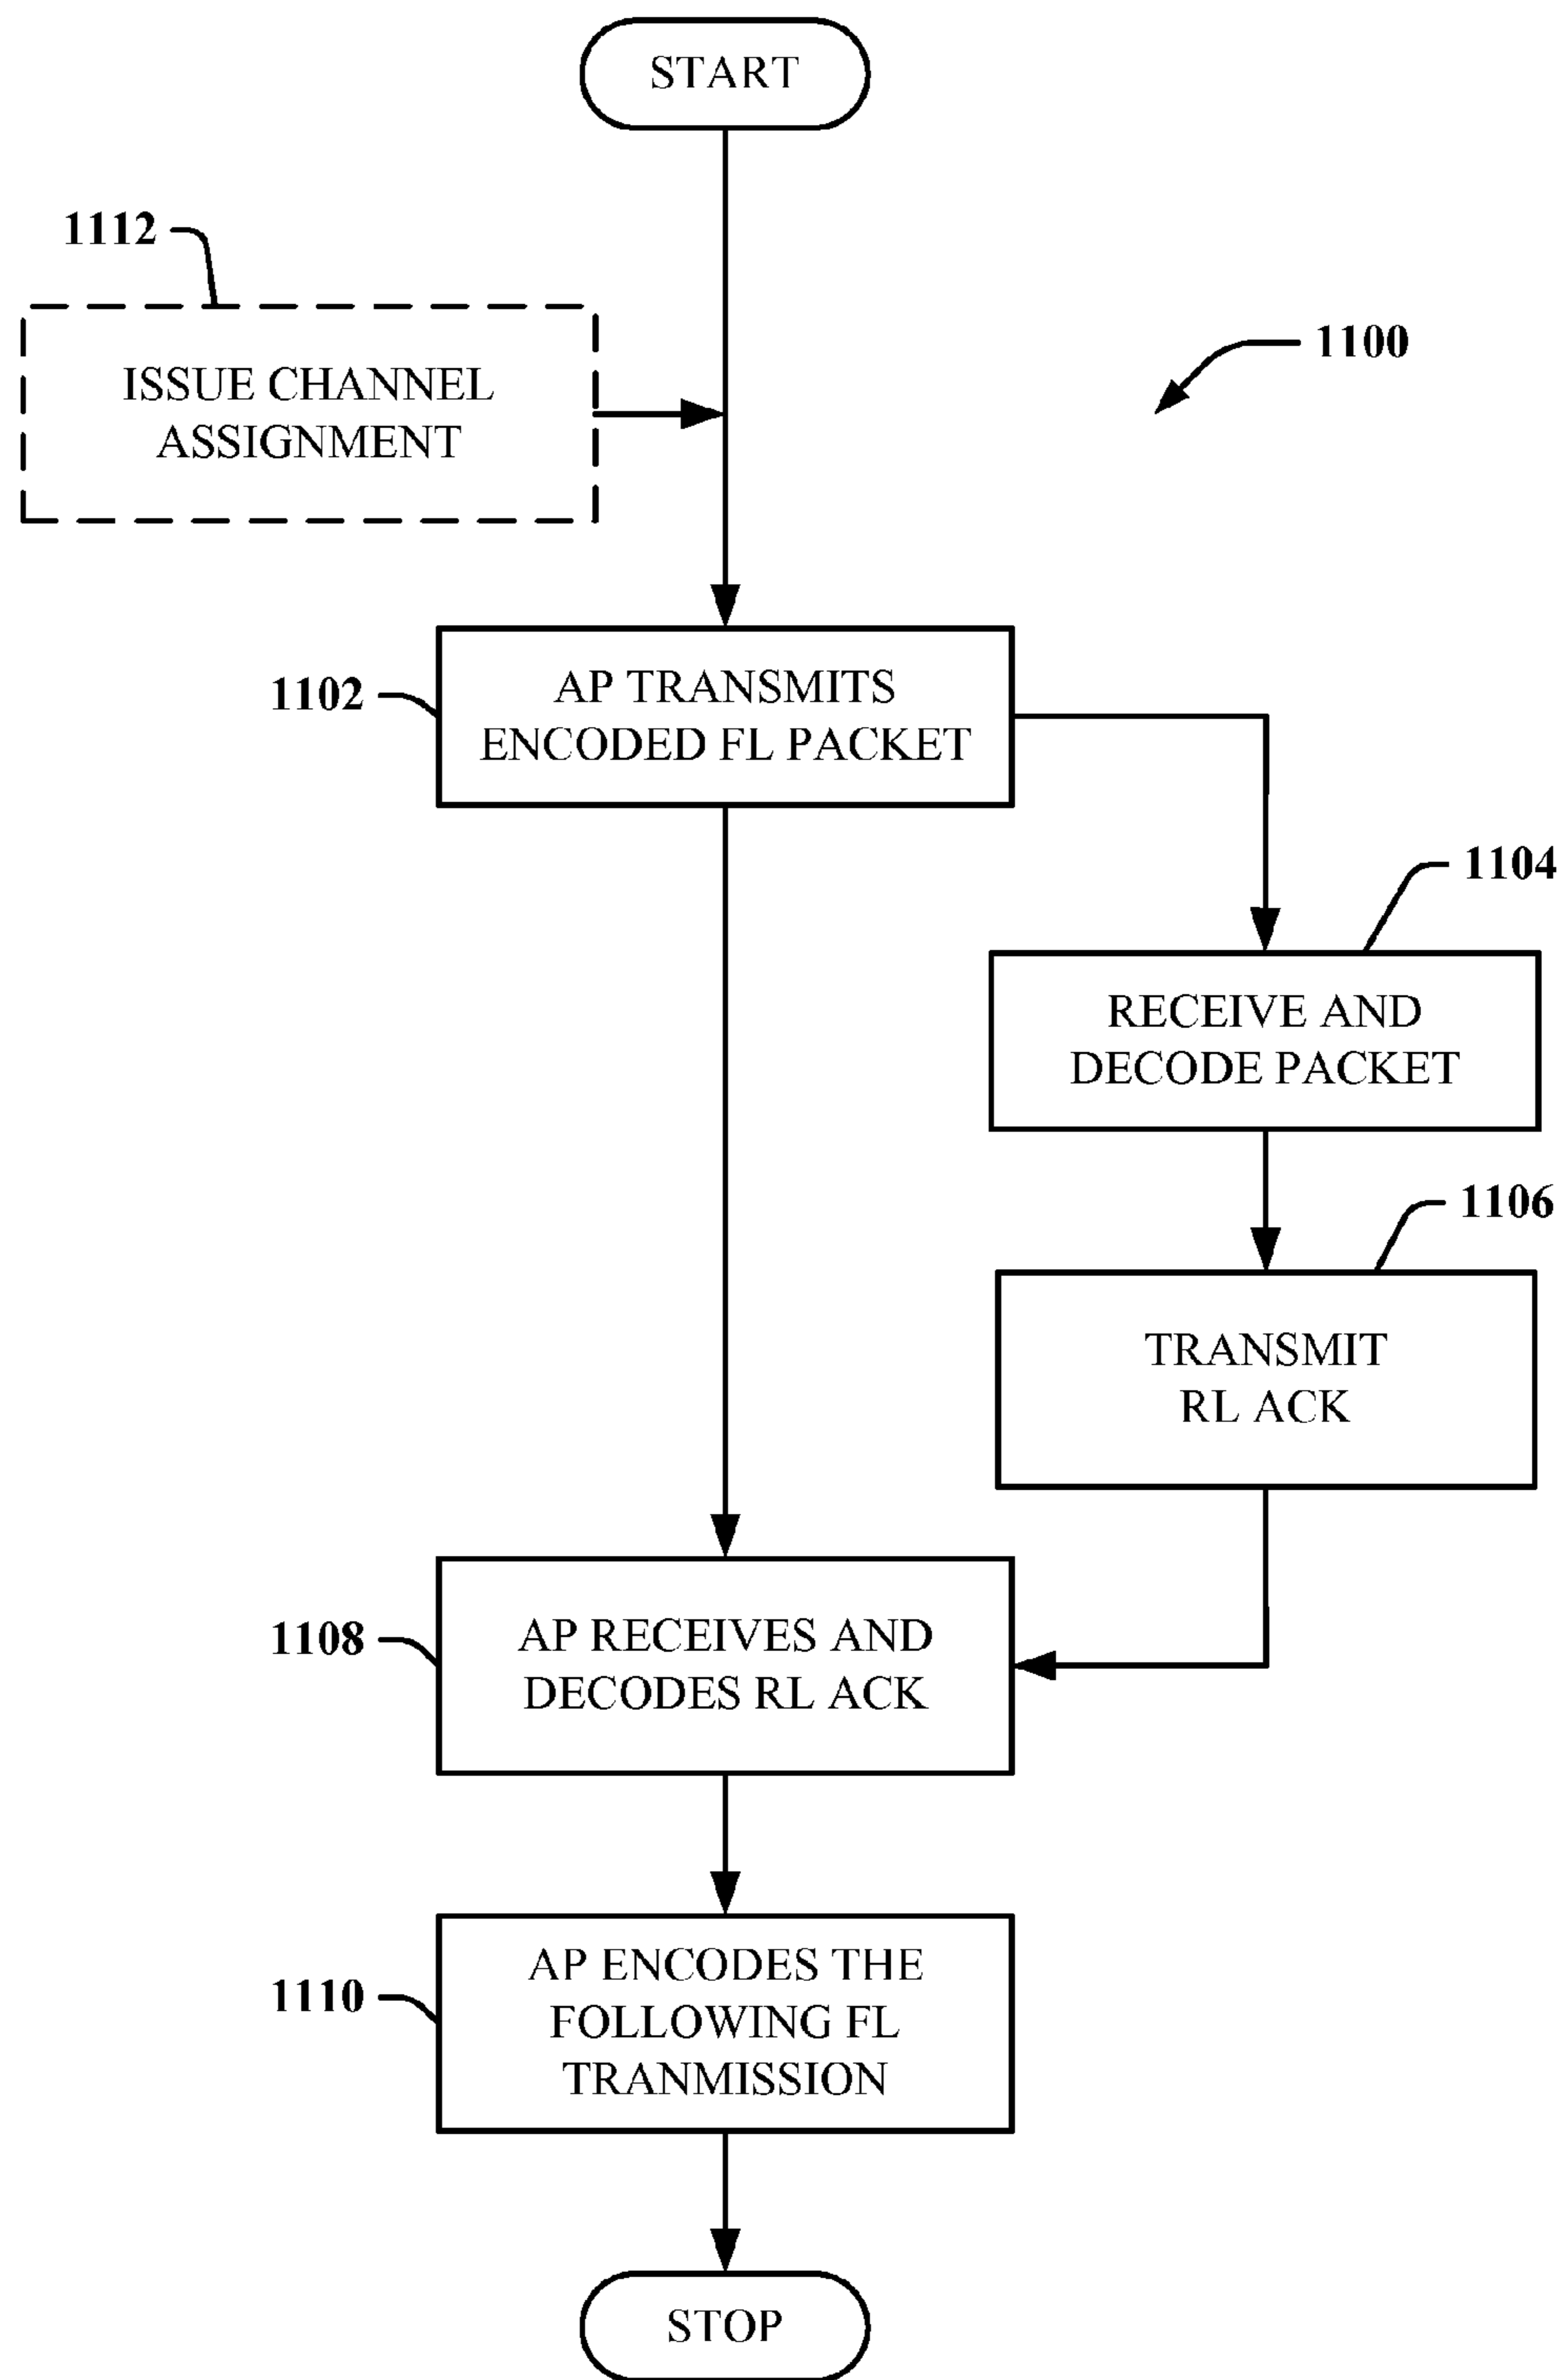 START
1112
ISSUE CHANNEL
ASSIGNMENT
1100
1102
AP TRANSMITS
ENCODED FL PACKET
1104
RECEIVE AND
DECODE PACKET
1106
TRANSMIT
RL ACK
1108
AP RECEIVES AND
DECODES RL ACK
1110
AP ENCODES THE
FOLLOWING FL
TRANMISSION
STOP